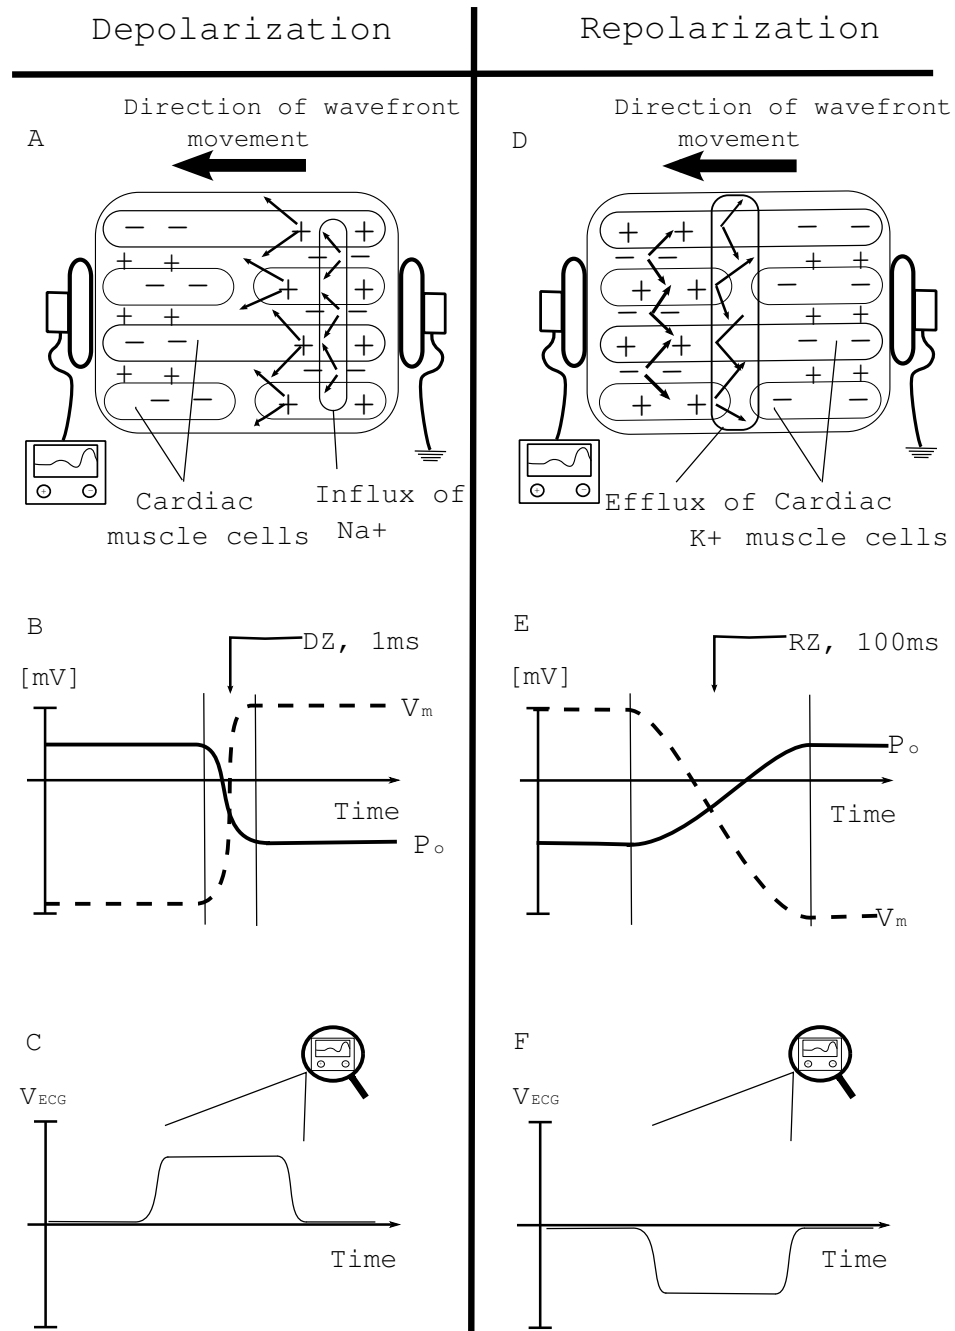 Depolarization
Repolarization
A
Direction of wavefront
movement
Cardiac
muscle cells
Influx of
Na+
D
Direction of wavefront
movement
Efflux of
K+
Cardiac
muscle cells
B
DZ, 1ms
[mV]
Vm
Time
Po
E
RZ, 100ms
[mV]
Po
Time
Vm
C
VECG
Time
F
VECG
Time